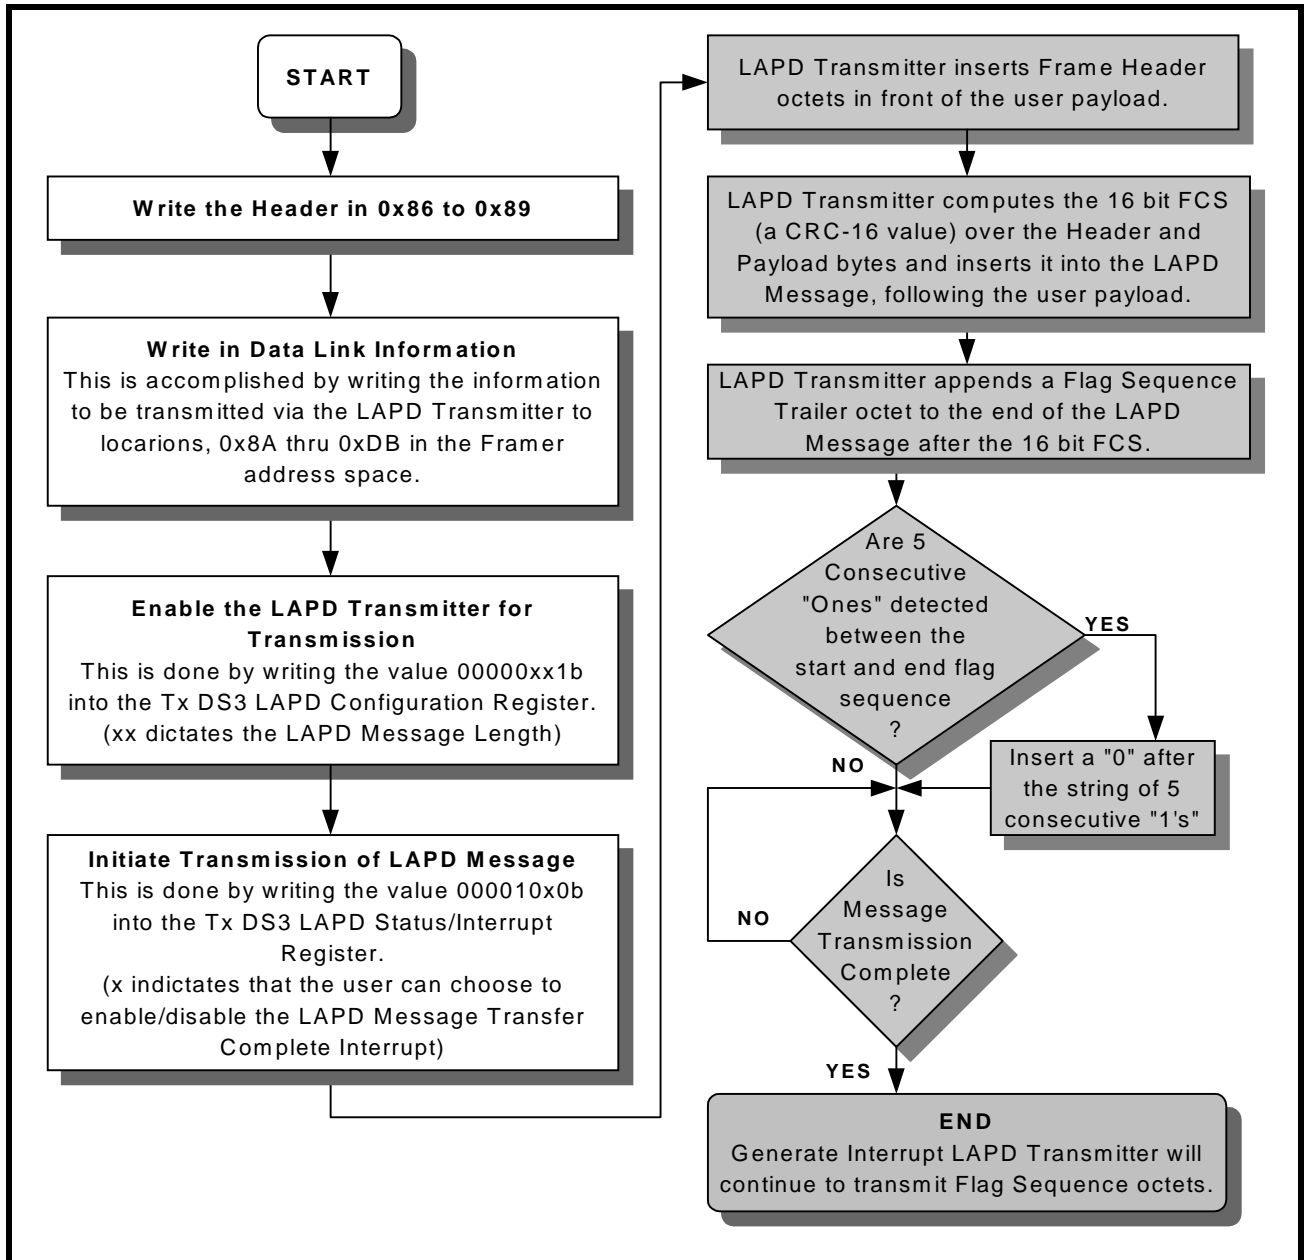 START
Write the Header in 0x86 to 0x89
Write in Data Link Information
This is accomplished by writing the information
to be transmitted via the LAPD Transmitter to
locarions, 0x8A thru 0xDB in the Framer
address space.
Enable the LAPD Transmitter for
Transmission
This is done by writing the value 00000xx1b
into the Tx DS3 LAPD Configuration Register.
(xx dictates the LAPD Message Length)
Initiate Transmission of LAPD Message
This is done by writing the value 000010x0b
into the Tx DS3 LAPD Status/Interrupt
Register.
(x indictates that the user can choose to
enable/disable the LAPD Message Transfer
Complete Interrupt)
LAPD Transmitter inserts Frame Header
octets in front of the user payload.
LAPD Transmitter computes the 16 bit FCS
(a CRC-16 value) over the Header and
Payload bytes and inserts it into the LAPD
Message, following the user payload.
LAPD Transmitter appends a Flag Sequence
Trailer octet to the end of the LAPD
Message after the 16 bit FCS.
Are 5
Consecutive
"Ones" detected
between the
start and end flag
sequence
?
YES
NO
Insert a "0" after
the string of 5
consecutive "1's"
Is
Message
Transmission
Complete
?
NO
YES
END
Generate Interrupt LAPD Transmitter will
continue to transmit Flag Sequence octets.